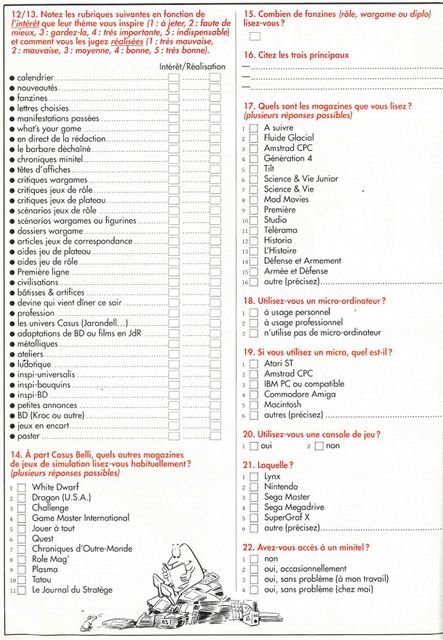 12/13. Notez les rubriques suivantes en fonction de
l'intérêt que leur thème vous inspire (1 : à jeter, 2 : faute de
mieux, 3 : gardez-la, 4 : très importante, 5 : indispensable)
et comment vous les jugez réalisées (1 : très mauvaise,
2 : mauvaise, 3 : moyenne, 4 : bonne, 5 : très bonne).
Intérêt/Réalisation
● calendrier
● nouveautés
● fanzines
● lettres choisies
● manifestations passées
● what's your game
● en direct de la rédaction
● le barbare dechaîné
● chroniques minitel
● têtes d'affiches
● critiques wargames
● critiques jeux de rôle
● critiques jeux de plateau
● scénarios jeux de rôle
● scénarios wargames ou figurines
● dossiers wargame
● articles jeux de correspondance
● aides jeu de plateau
● aides jeu de rôle
● Première ligne
● civilisations
● bâtisses & artifices
● devine qui vient dîner ce soir
● profession
● les univers Casus (Jarandell...)
● adaptations de BD ou films en JdR
● métalliques
● ateliers
● ludotique
● inspi-universalis
● inspi-bouquins
● inspi-BD
● petites annonces
● BD (Kroc ou autre)
● jeux en encart
● poster
14. À part Casus Belli, quels autres magazines
de jeux de simulation lisez-vous habituellement ?
(plusieurs réponses possibles)
1 White Dwarf
2 Dragon (U.S.A.)
3 Challenge
4 Game Master International
5 Jouer à tout
6 Quest
7 Chroniques d'Outre-Monde
8 Role Mag'
9 Plasma
10 Tatou
11 Le Journal du Stratège
15. Combien de fanzines (rôle, wargame ou diplo)
lisez-vous ?
16. Citez les trois principaux
17. Quels sont les magazines que vous lisez ?
(plusieurs réponses possibles)
1 A suivre
2 Fluide Glacial
3 Amstrad CPC
4 Génération 4
5 Tilt
6 Science & Vie Junior
7 Science & Vie
8 Mad Movies
9 Première
10 Studio
11 Télérama
12 Historia
13 L'Histoire
14 Défense et Armement
15 Armée et Défense
16 autre (précisez)
18. Utilisez-vous un micro-ordinateur ?
1 à usage personnel
2 à usage professionnel
3 n'utilise pas de micro-ordinateur
19. Si vous utilisez un micro, quel est-il ?
1 Atari ST
2 Amstrad CPC
3 IBM PC ou compatible
4 Commodore Amiga
5 Macintosh
6 autres (précisez)
20. Utilisez-vous une console de jeu ?
1 oui 2 non
21. Laquelle ?
1 Lynx
2 Nintendo
3 Sega Master
4 Sega Megadrive
5 SuperGraf X
6 autre (précisez)
22. Avez-vous accès à un minitel ?
1 non
2 oui, occasionnellement
3 oui, sans problème (à mon travail)
4 oui, sans problème (chez moi)